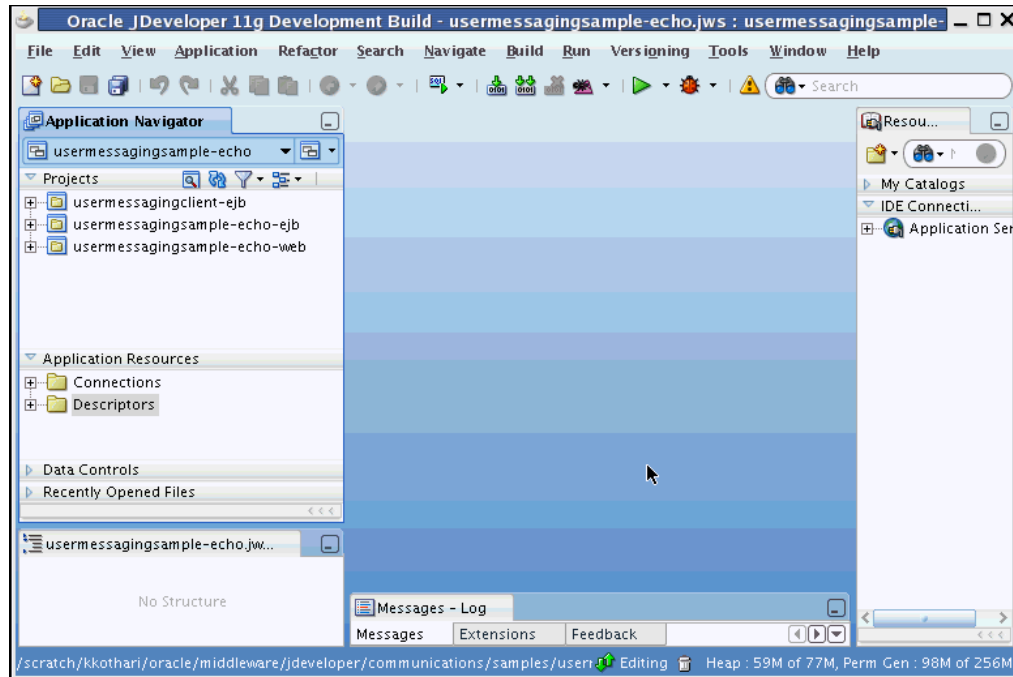 Oracle JDeveloper 11g Development Build - usermessagingsample-echo.jws : usermessagingsample-
File Edit View Application Refactor Search Navigate Build Run Versioning Tools Window Help
Search
Application Navigator
usermessagingsample-echo
Projects
usermessagingclient-ejb
usermessagingsample-echo-ejb
usermessagingsample-echo-web
Application Resources
Connections
Descriptors
Data Controls
Recently Opened Files
usermessagingsample-echo.jw...
No Structure
Messages - Log
Messages Extensions Feedback
Resou...
My Catalogs
IDE Connecti...
Application Ser
/scratch/kkothari/oracle/middleware/jdeveloper/communications/samples/user Editing Heap : 59M of 77M, Perm Gen : 98M of 256M